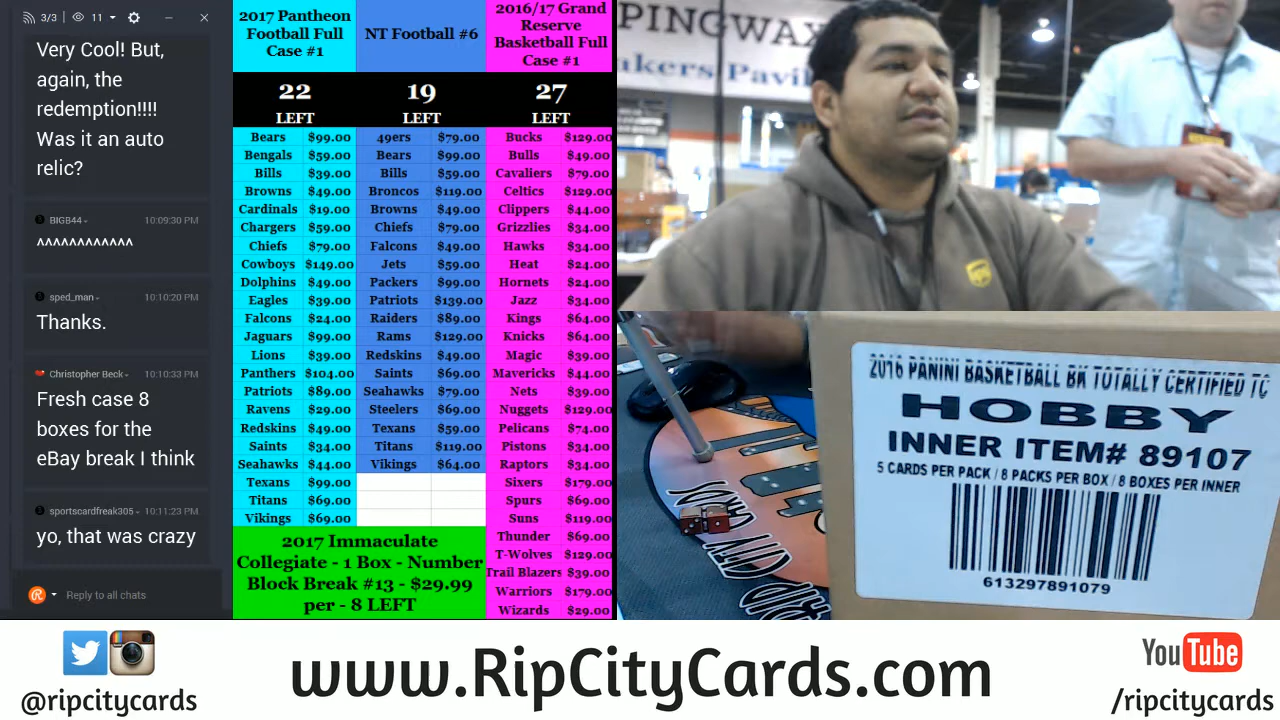 3/3 11
Very Cool! But,
again, the
redemption!!!!
Was it an auto
relic?
BIGB44 10:09:30 PM
^^^^^^^^^^^^
sped_man 10:10:20 PM
Thanks.
Christopher Beck 10:10:33 PM
Fresh case 8
boxes for the
eBay break I think
sportscardfreak305 10:11:23 PM
yo, that was crazy
Reply to all chats
2017 Pantheon
Football Full
Case #1
22
LEFT
Bears $99.00
Bengals $59.00
Bills $39.00
Browns $49.00
Cardinals $19.00
Chargers $59.00
Chiefs $79.00
Cowboys $149.00
Dolphins $49.00
Eagles $39.00
Falcons $24.00
Jaguars $99.00
Lions $39.00
Panthers $104.00
Patriots $89.00
Ravens $29.00
Redskins $49.00
Saints $34.00
Seahawks $44.00
Texans $99.00
Titans $69.00
Vikings $69.00
NT Football #6
19
LEFT
49ers $79.00
Bears $99.00
Bills $59.00
Broncos $119.00
Browns $49.00
Chiefs $79.00
Falcons $49.00
Jets $59.00
Packers $99.00
Patriots $139.00
Raiders $89.00
Rams $129.00
Redskins $49.00
Saints $69.00
Seahawks $79.00
Steelers $69.00
Texans $59.00
Titans $119.00
Vikings $64.00
2016/17 Grand
Reserve
Basketball Full
Case #1
27
LEFT
Bucks $129.00
Bulls $49.00
Cavaliers $79.00
Celtics $129.00
Clippers $44.00
Grizzlies $34.00
Hawks $34.00
Heat $24.00
Hornets $24.00
Jazz $34.00
Kings $64.00
Knicks $64.00
Magic $39.00
Mavericks $44.00
Nets $39.00
Nuggets $129.00
Pelicans $74.00
Pistons $34.00
Raptors $34.00
Sixers $179.00
Spurs $69.00
Suns $119.00
Thunder $69.00
T-Wolves $129.00
Trail Blazers $39.00
Warriors $179.00
Wizards $29.00
2017 Immaculate
Collegiate - 1 Box - Number
Block Break #13 - $29.99
per - 8 LEFT
PINGWAX
akers Pavil
ups
2016 PANINI BASKETBALL BK TOTALLY CERTIFIED TC
HOBBY
INNER ITEM# 89107
5 CARDS PER PACK / 8 PACKS PER BOX / 8 BOXES PER INNER
613297891079
RIP CITY CARDS
@ripcitycards
www.RipCityCards.com
YouTube
/ripcitycards